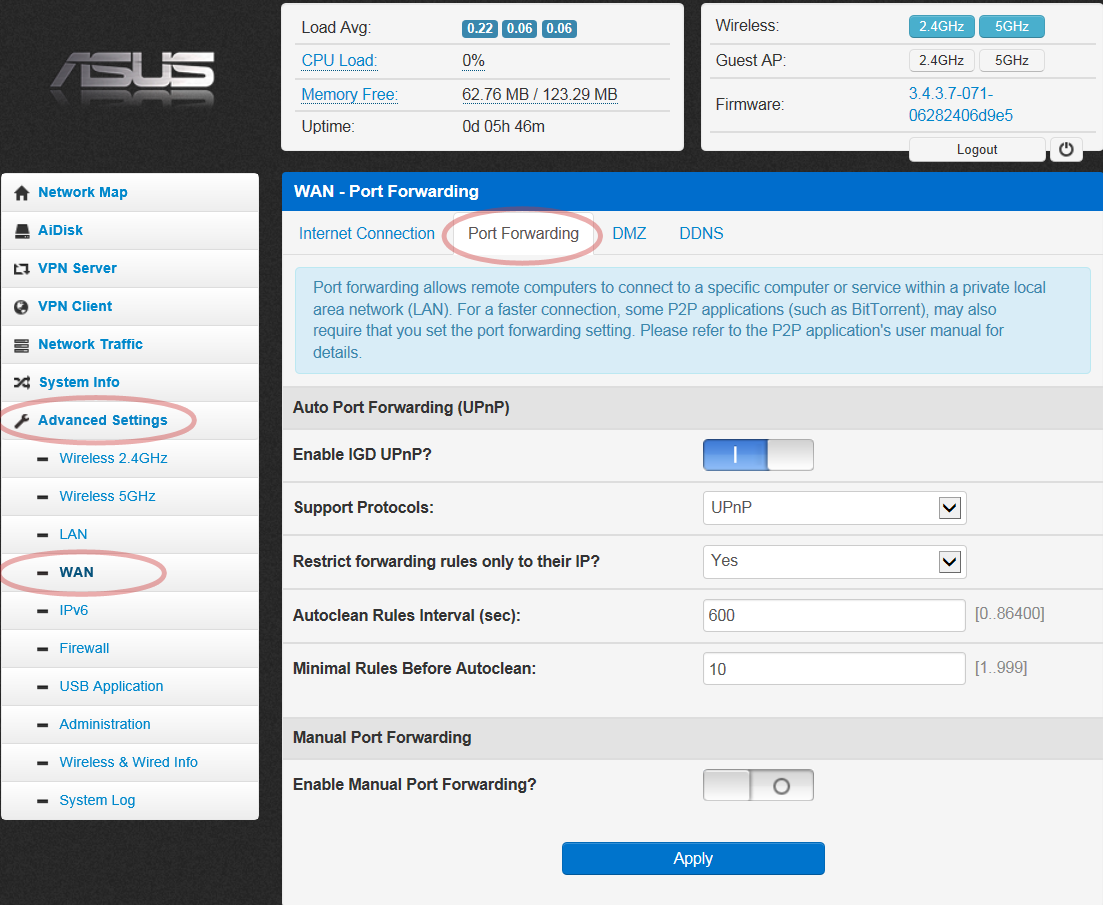 ASUS
Load Avg: 0.22 0.06 0.06
CPU Load: 0%
Memory Free: 62.76 MB / 123.29 MB
Uptime: 0d 05h 46m
Wireless: 2.4GHz 5GHz
Guest AP: 2.4GHz 5GHz
Firmware: 3.4.3.7-071-
06282406d9e5
Logout
Network Map
AiDisk
VPN Server
VPN Client
Network Traffic
System Info
Advanced Settings
Wireless 2.4GHz
Wireless 5GHz
LAN
WAN
IPv6
Firewall
USB Application
Administration
Wireless & Wired Info
System Log
WAN - Port Forwarding
Internet Connection Port Forwarding DMZ DDNS
Port forwarding allows remote computers to connect to a specific computer or service within a private local
area network (LAN). For a faster connection, some P2P applications (such as BitTorrent), may also
require that you set the port forwarding setting. Please refer to the P2P application's user manual for
details.
Auto Port Forwarding (UPnP)
Enable IGD UPnP?
Support Protocols: UPnP
Restrict forwarding rules only to their IP? Yes
Autoclean Rules Interval (sec): 600 [0..86400]
Minimal Rules Before Autoclean: 10 [1..999]
Manual Port Forwarding
Enable Manual Port Forwarding?
Apply